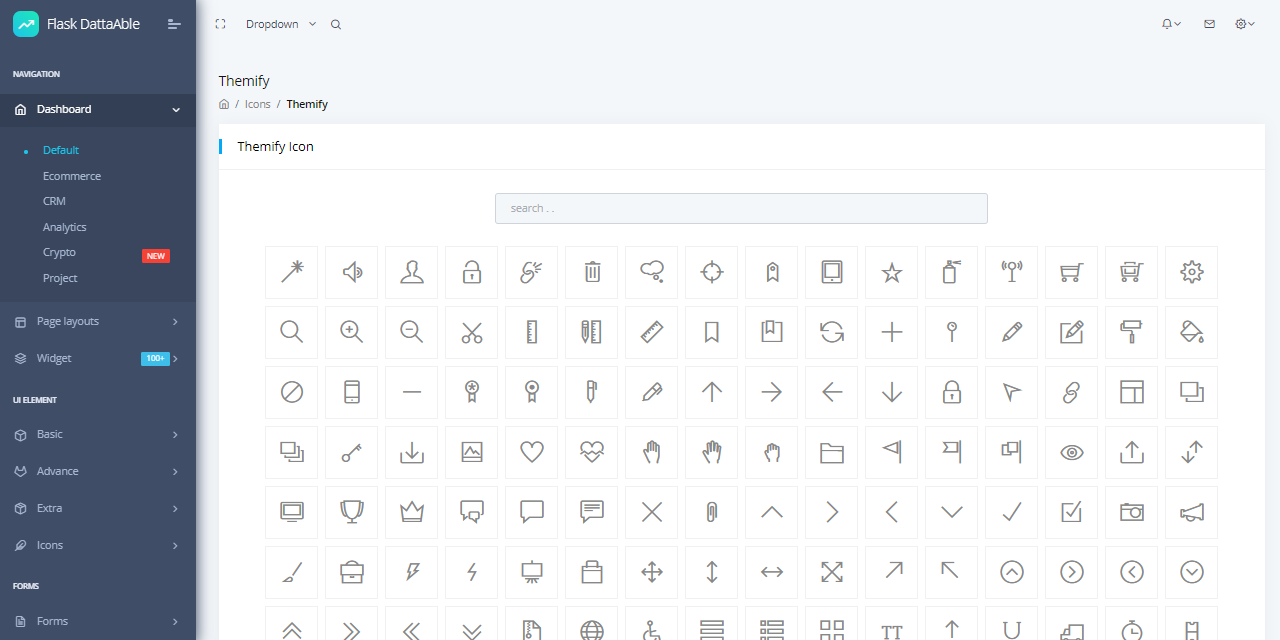 Flask DattaAble
Dropdown
NAVIGATION
Dashboard
Default
Ecommerce
CRM
Analytics
Crypto NEW
Project
Page layouts
Widget 100+
UI ELEMENT
Basic
Advance
Extra
Icons
FORMS
Forms
Themify
/ Icons / Themify
Themify Icon
search . .